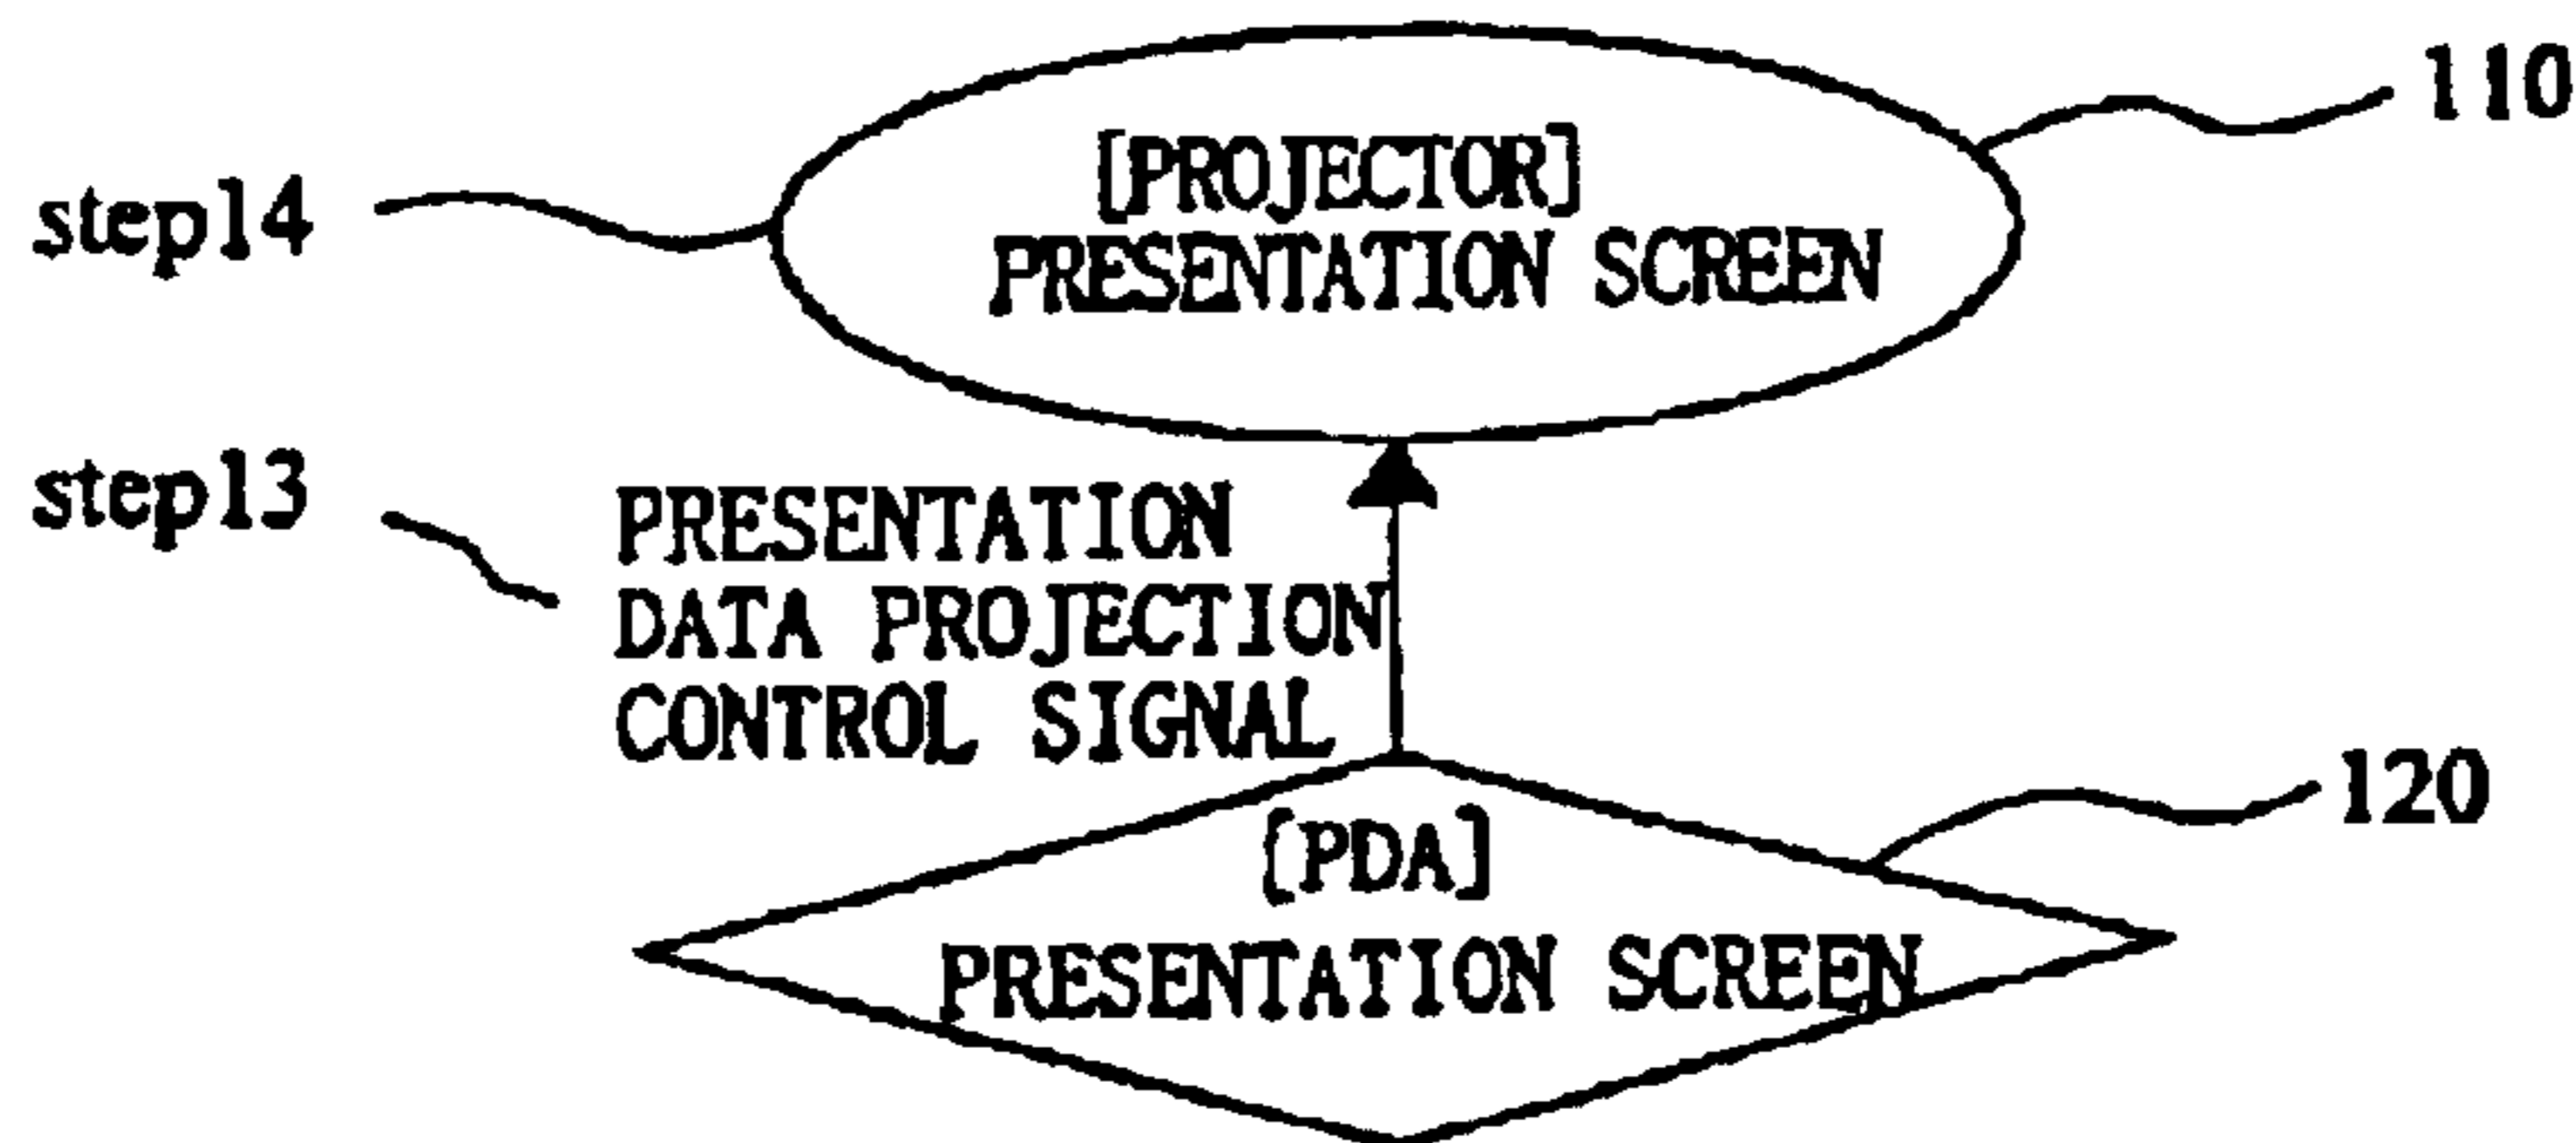 110
[PROJECTOR]
PRESENTATION SCREEN
step14
step13
PRESENTATION
DATA PROJECTION
CONTROL SIGNAL
120
[PDA]
PRESENTATION SCREEN